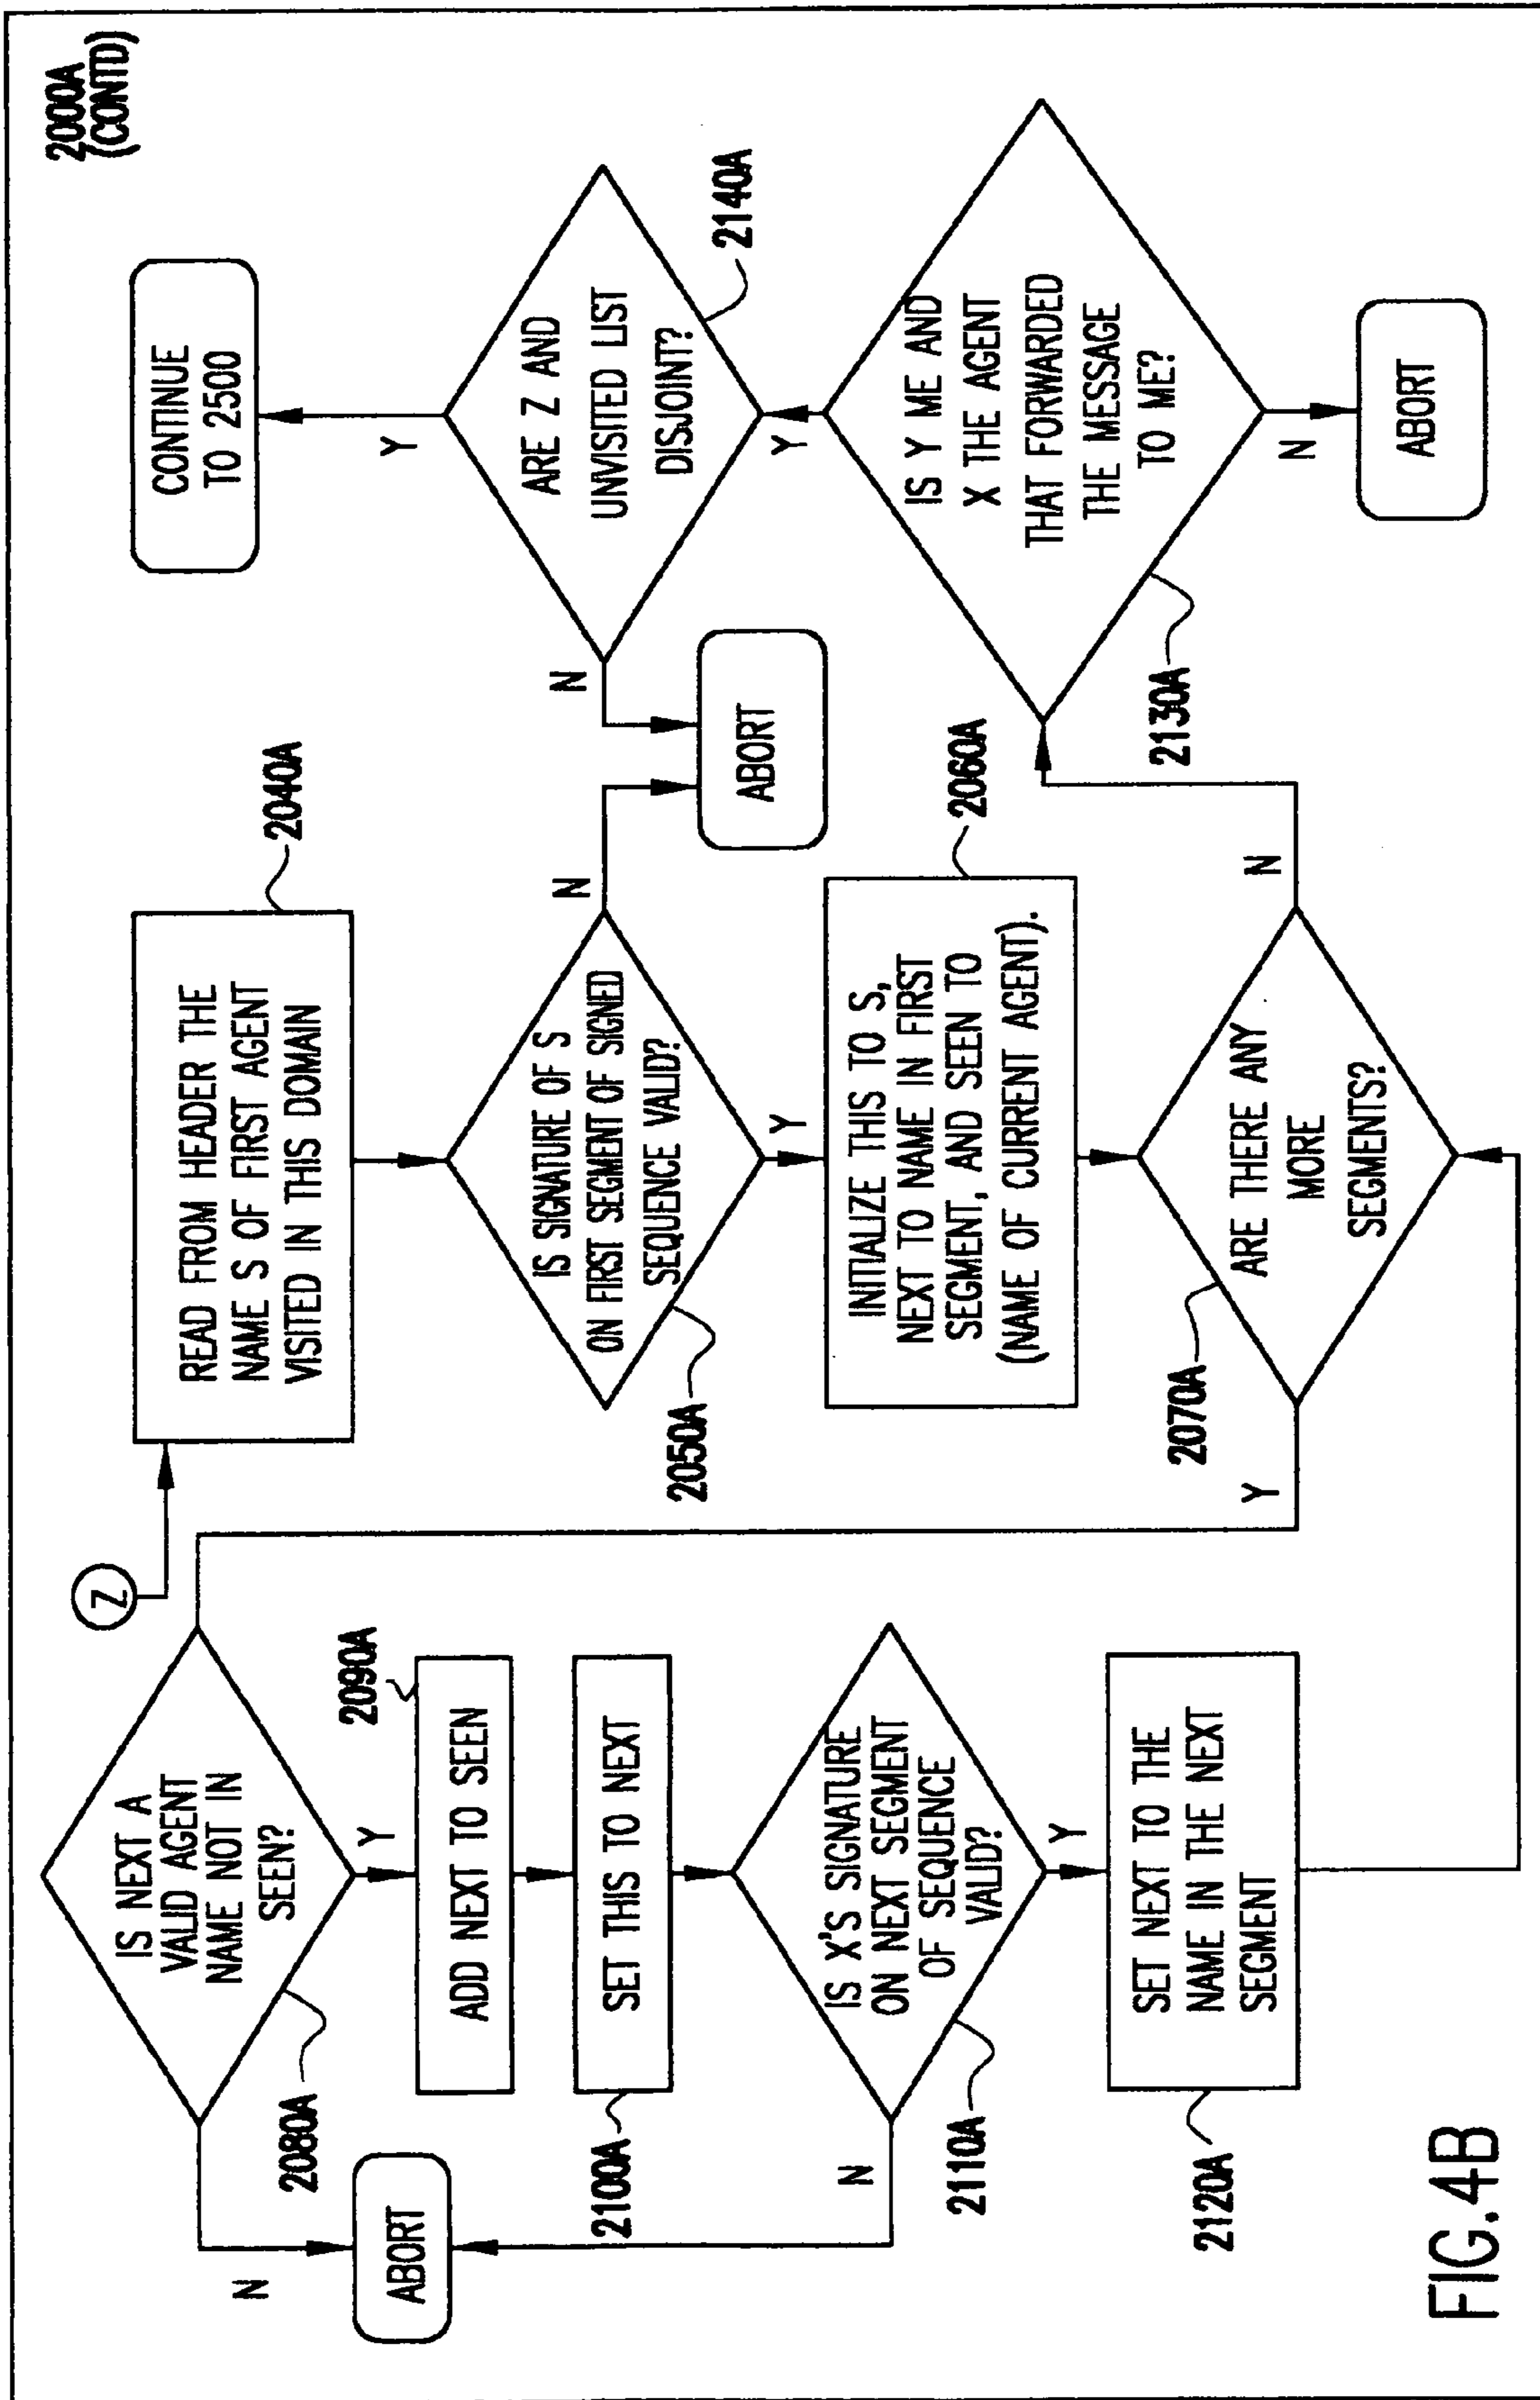 2000A
(CONTD)
Z
IS NEXT A
VALID AGENT
NAME NOT IN
SEEN?
2080A
N
Y
ABORT
ADD NEXT TO SEEN
2090A
SET THIS TO NEXT
2100A
IS X'S SIGNATURE
ON NEXT SEGMENT
OF SEQUENCE
VALID?
2110A
N
Y
SET NEXT TO THE
NAME IN THE NEXT
SEGMENT
2120A
READ FROM HEADER THE
NAME S OF FIRST AGENT
VISITED IN THIS DOMAIN
2040A
IS SIGNATURE OF S
ON FIRST SEGMENT OF SIGNED
SEQUENCE VALID?
2050A
N
Y
ABORT
INITIALIZE THIS TO S,
NEXT TO NAME IN FIRST
SEGMENT, AND SEEN TO
(NAME OF CURRENT AGENT).
2060A
ARE THERE ANY
MORE
SEGMENTS?
2070A
Y
N
CONTINUE
TO 2500
Y
ARE Z AND
UNVISITED LIST
DISJOINT?
2140A
N
Y
IS Y ME AND
X THE AGENT
THAT FORWARDED
THE MESSAGE
TO ME?
2130A
N
ABORT
FIG.4B